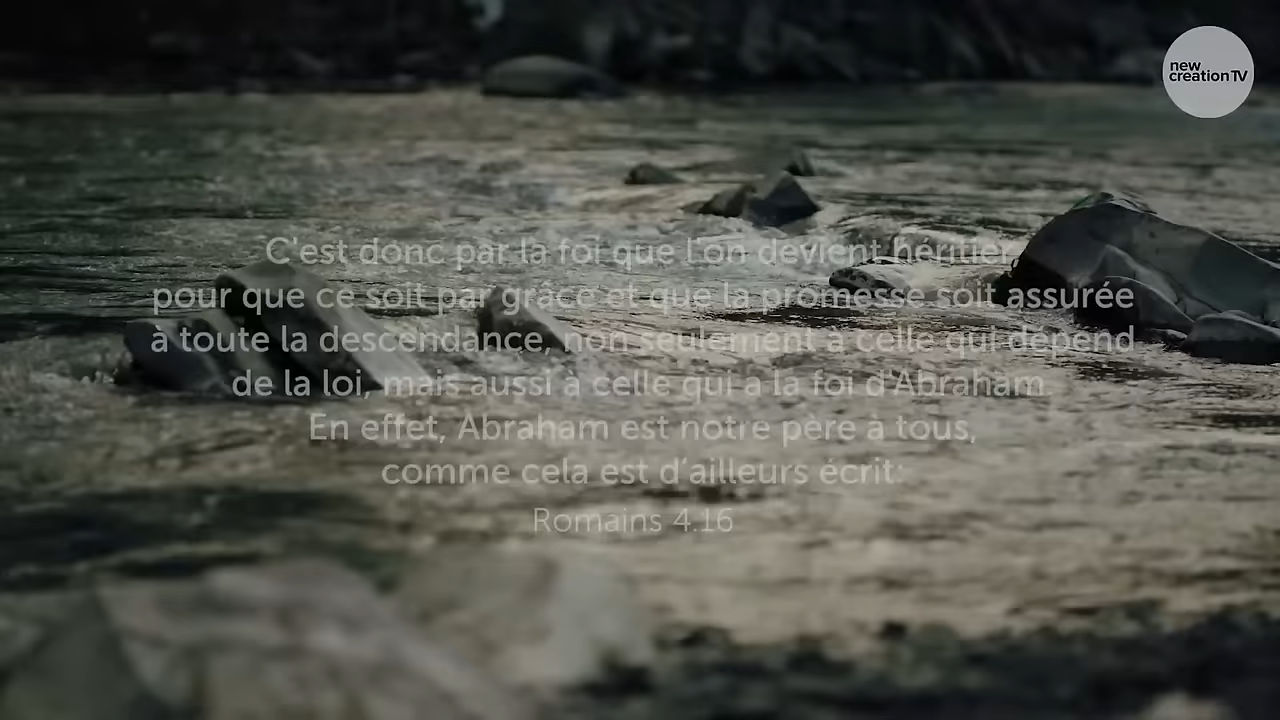 new
creation TV
C'est donc par la foi que l'on devient héritier
pour que ce soit par grâce et que la promesse soit assurée
à toute la descendance non seulement à celle qui dépend
de la loi, mais aussi à celle qui a la foi d'Abraham
En effet, Abraham est notre père à tous,
comme cela est d’ailleurs écrit:
Romains 4.16